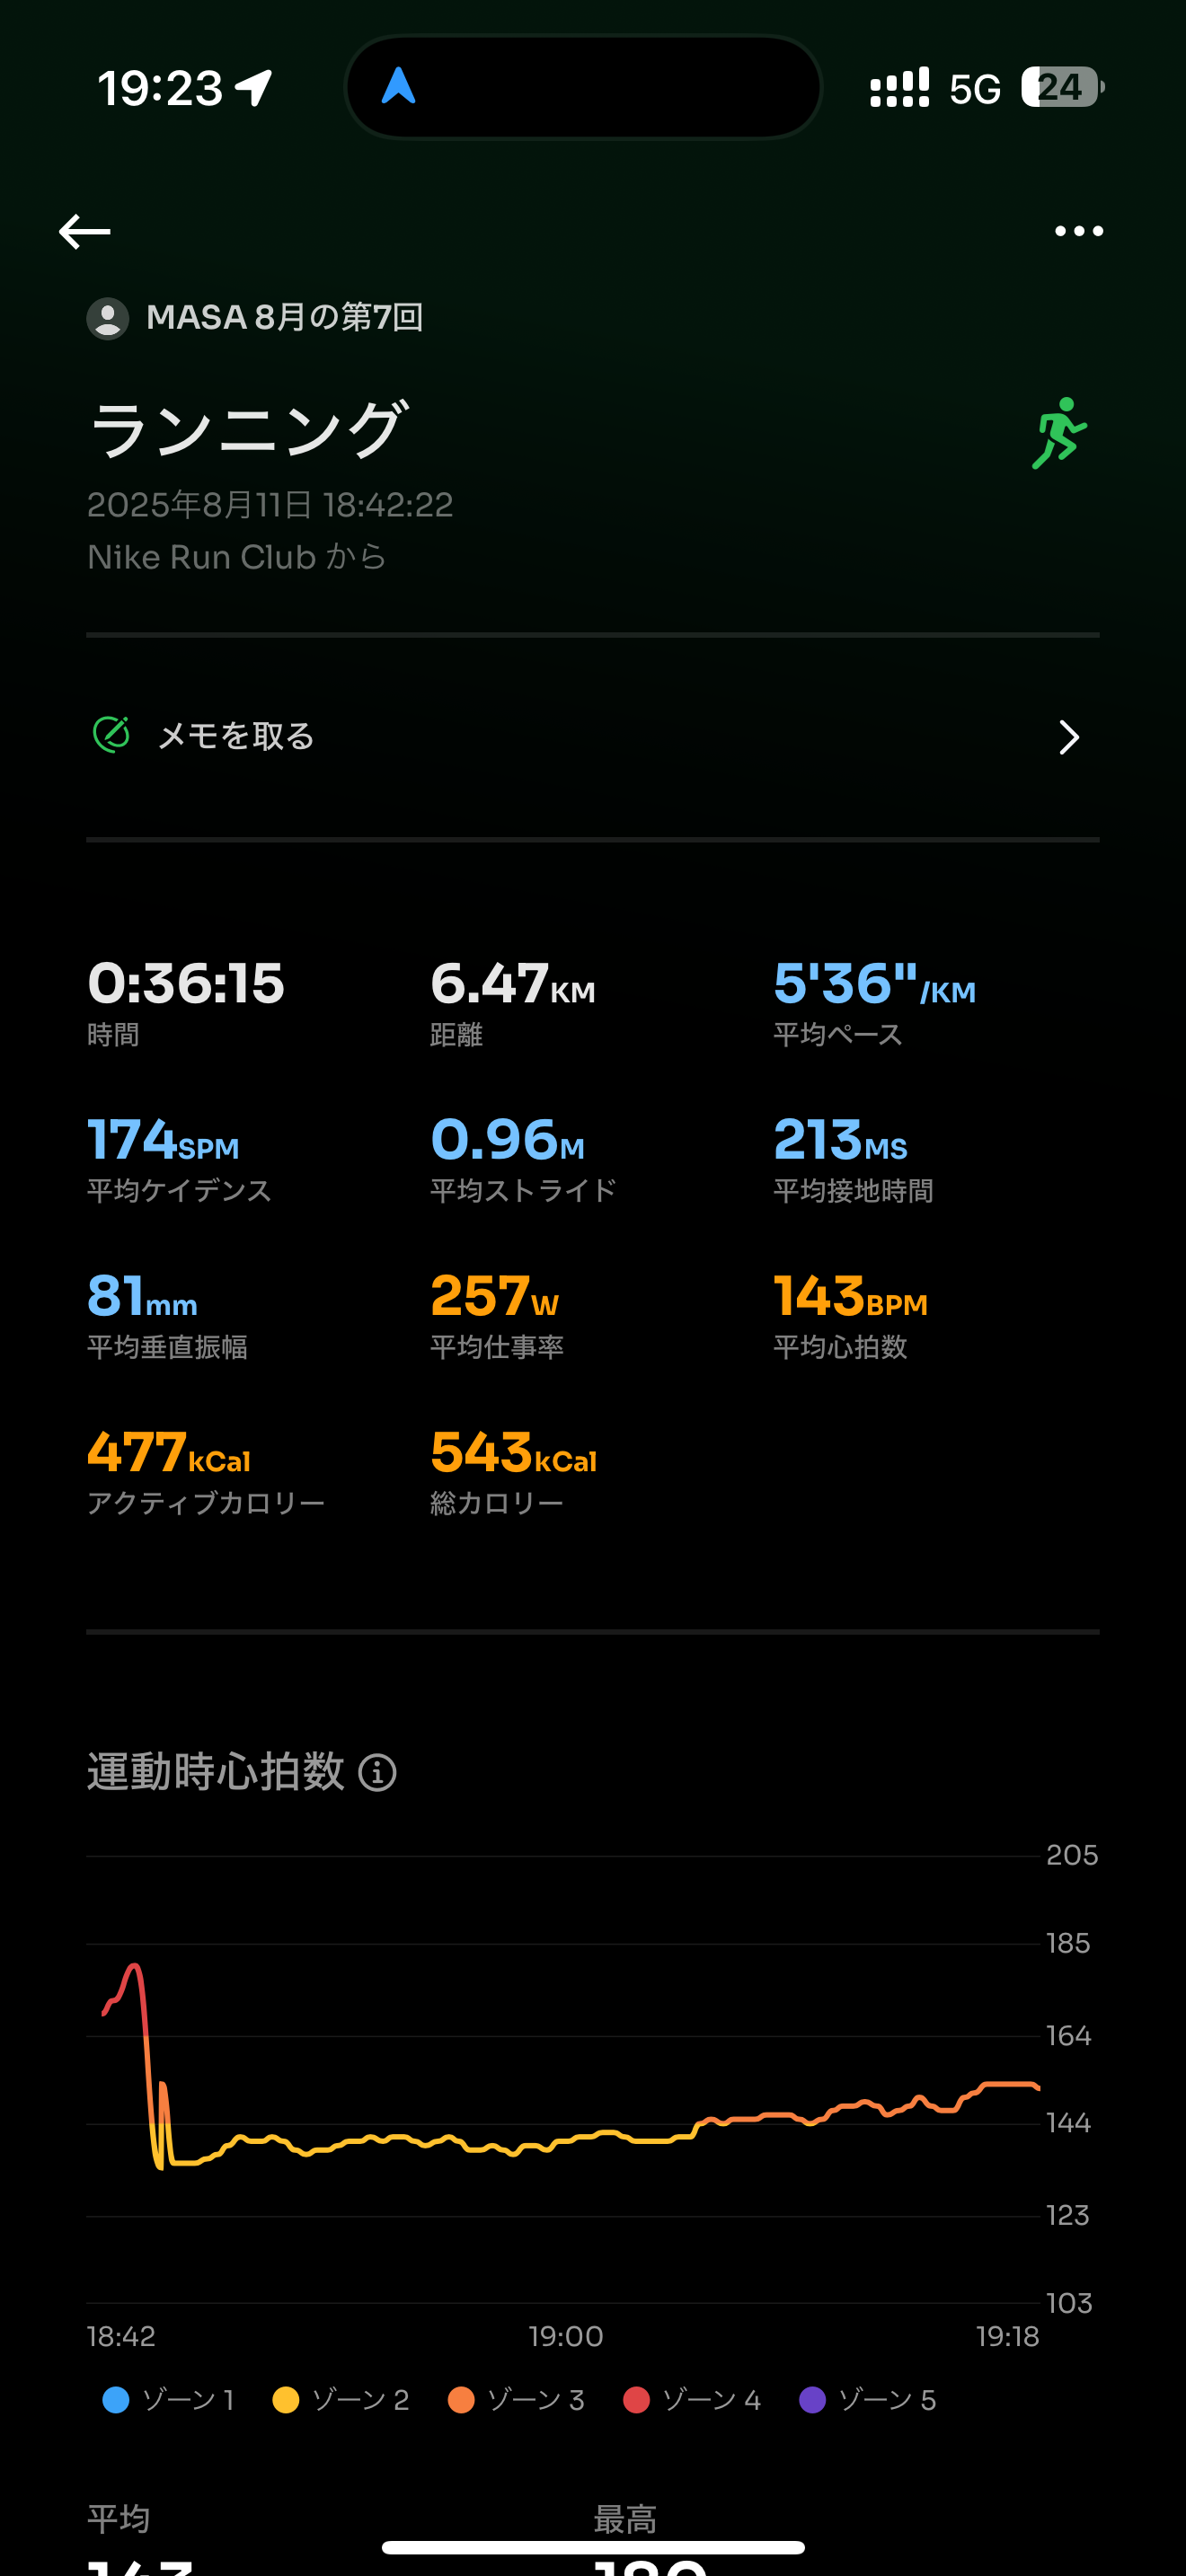 19:23 5G 24
MASA 8月の第7回
ランニング
2025年8月11日 18:42:22
Nike Run Club から
メモを取る
0:36:15 6.47KM 5'36"/KM
時間 距離 平均ペース
174SPM 0.96M 213MS
平均ケイデンス 平均ストライド 平均接地時間
81mm 257W 143BPM
平均垂直振幅 平均仕事率 平均心拍数
477kCal 543kCal
アクティブカロリー 総カロリー
運動時心拍数
205
185
164
144
123
103
18:42 19:00 19:18
ゾーン 1 ゾーン 2 ゾーン 3 ゾーン 4 ゾーン 5
平均 最高